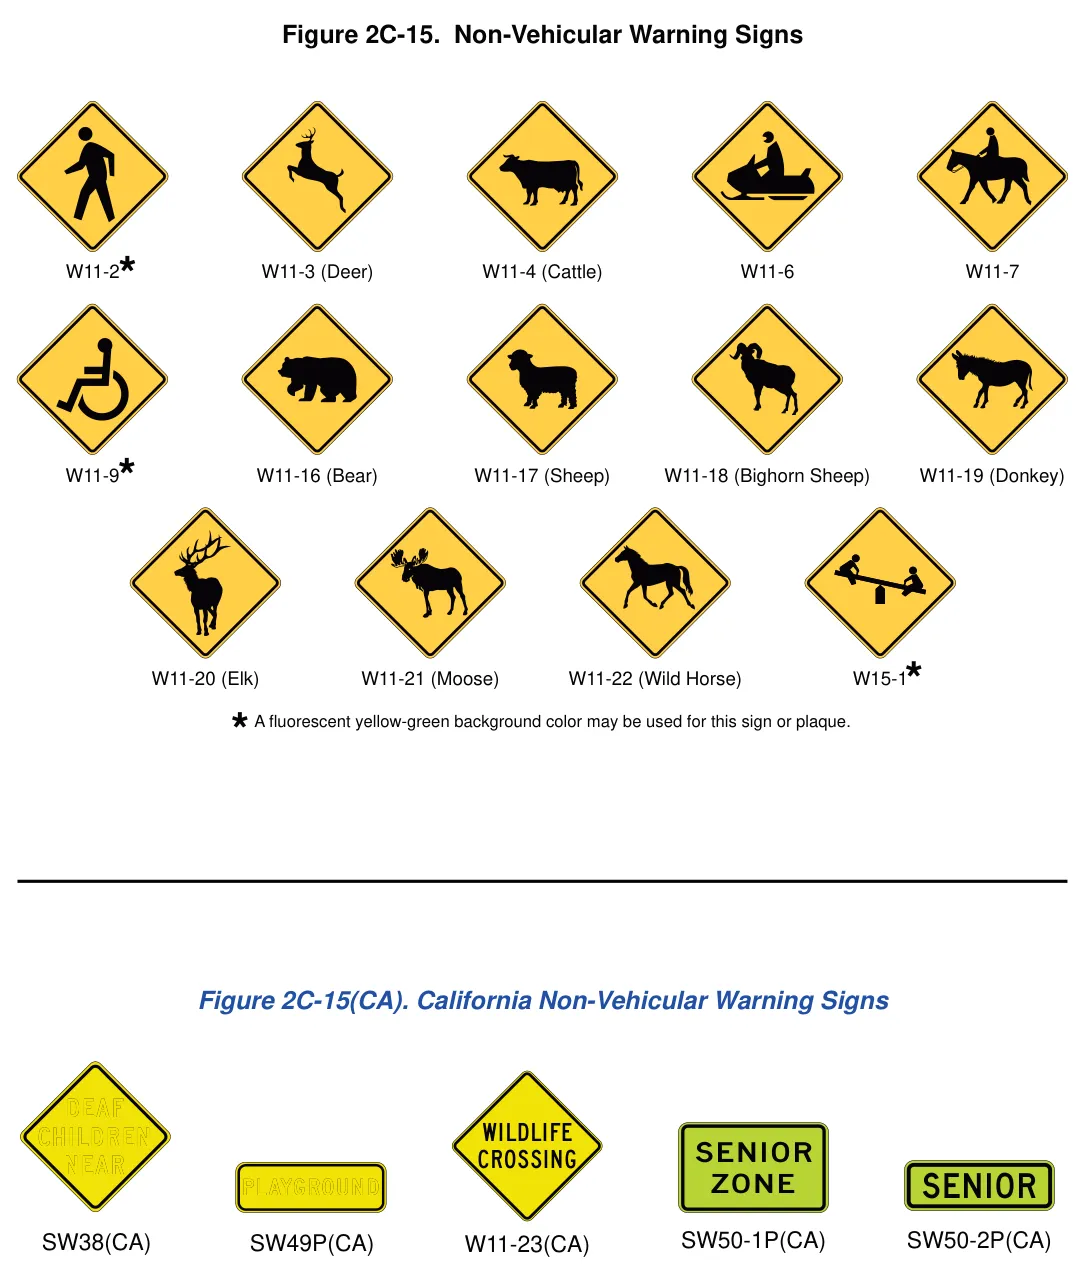 Figure 2C-15. Non-Vehicular Warning Signs
W11-2*
W11-3 (Deer)
W11-4 (Cattle)
W11-6
W11-7
W11-9*
W11-16 (Bear)
W11-17 (Sheep)
W11-18 (Bighorn Sheep)
W11-19 (Donkey)
W11-20 (Elk)
W11-21 (Moose)
W11-22 (Wild Horse)
W15-1*
* A fluorescent yellow-green background color may be used for this sign or plaque.
Figure 2C-15(CA). California Non-Vehicular Warning Signs
DEAF
CHILDREN
NEAR
PLAYGROUND
WILDLIFE
CROSSING
SENIOR
ZONE
SENIOR
SW38(CA)
SW49P(CA)
W11-23(CA)
SW50-1P(CA)
SW50-2P(CA)